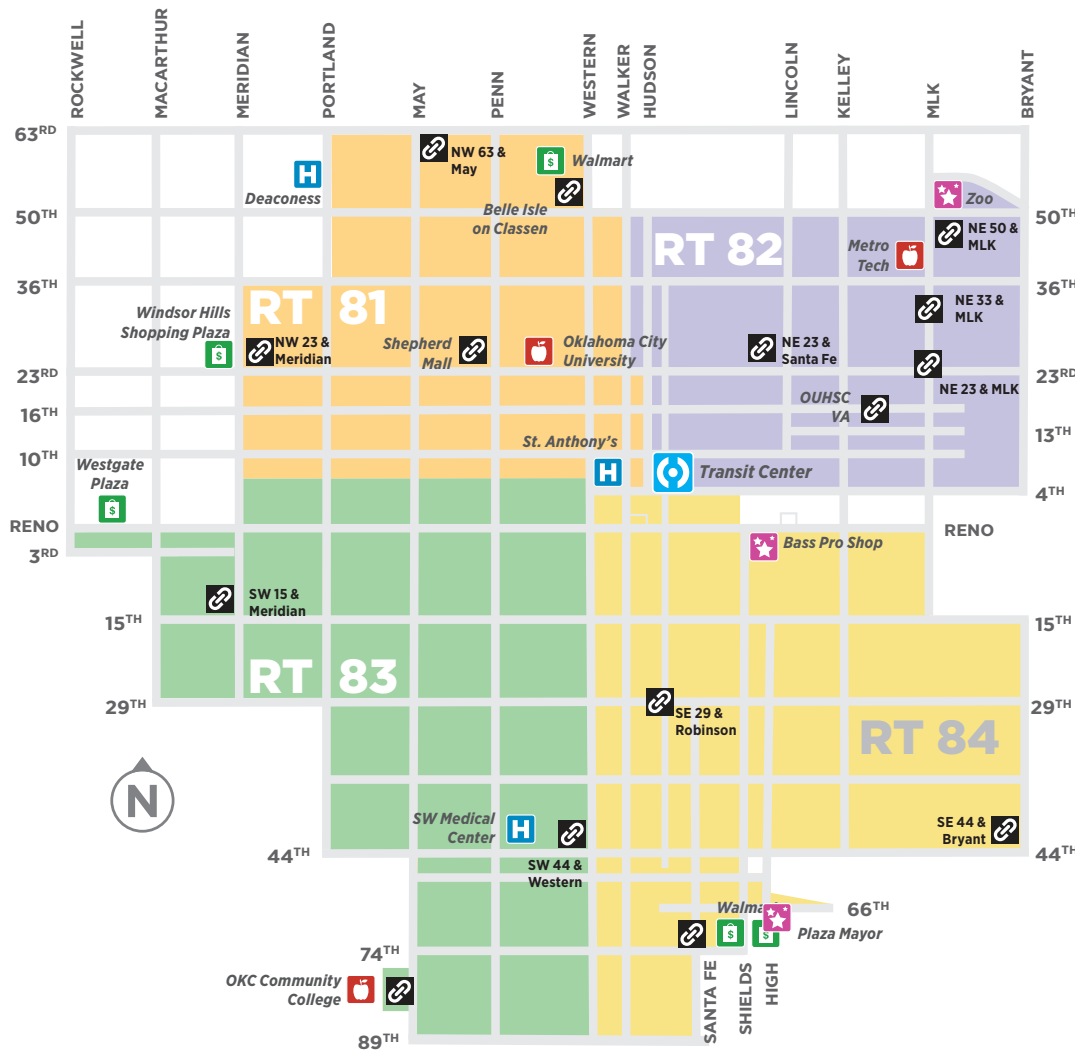 ROCKWELL
MACARTHUR
MERIDIAN
PORTLAND
MAY
PENN
WESTERN
WALKER
HUDSON
LINCOLN
KELLEY
MLK
BRYANT
63RD
NW 63 &
May
$
Walmart
H
Deaconess
Belle Isle
on Classen
Zoo
50TH
50TH
RT 82
Metro
Tech
NE 50 &
MLK
36TH
36TH
RT 81
Windsor Hills
Shopping Plaza
$
NW 23 &
Meridian
Shepherd
Mall
Oklahoma City
University
NE 23 &
Santa Fe
NE 33 &
MLK
23RD
23RD
NE 23 & MLK
OUHSC
VA
16TH
13TH
10TH
St. Anthony's
H
Transit Center
Westgate
Plaza
$
4TH
RENO
RENO
3RD
Bass Pro Shop
SW 15 &
Meridian
15TH
15TH
RT 83
29TH
29TH
SE 29 &
Robinson
RT 84
N
SW Medical
Center
H
SE 44 &
Bryant
44TH
44TH
SW 44 &
Western
66TH
Walmart
$
$
Plaza Mayor
74TH
OKC Community
College
SANTA FE
SHIELDS
HIGH
89TH